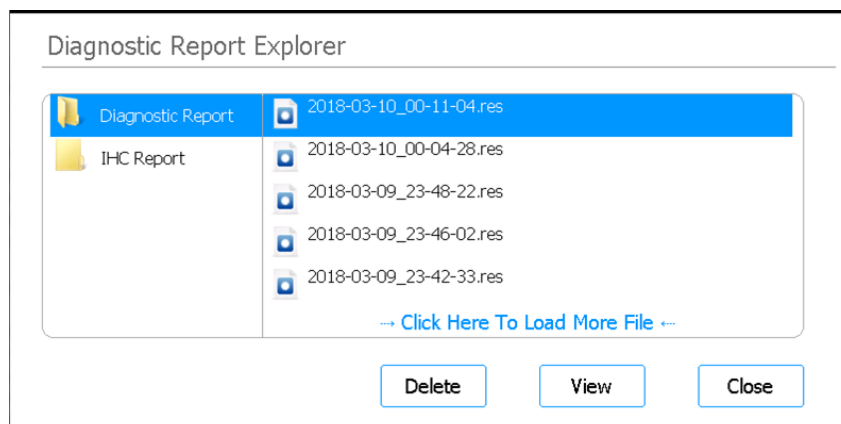 Diagnostic Report Explorer
Diagnostic Report
2018-03-10_00-11-04.res
IHC Report
2018-03-10_00-04-28.res
2018-03-09_23-48-22.res
2018-03-09_23-46-02.res
2018-03-09_23-42-33.res
⤑ Click Here To Load More File ⬸
Delete
View
Close